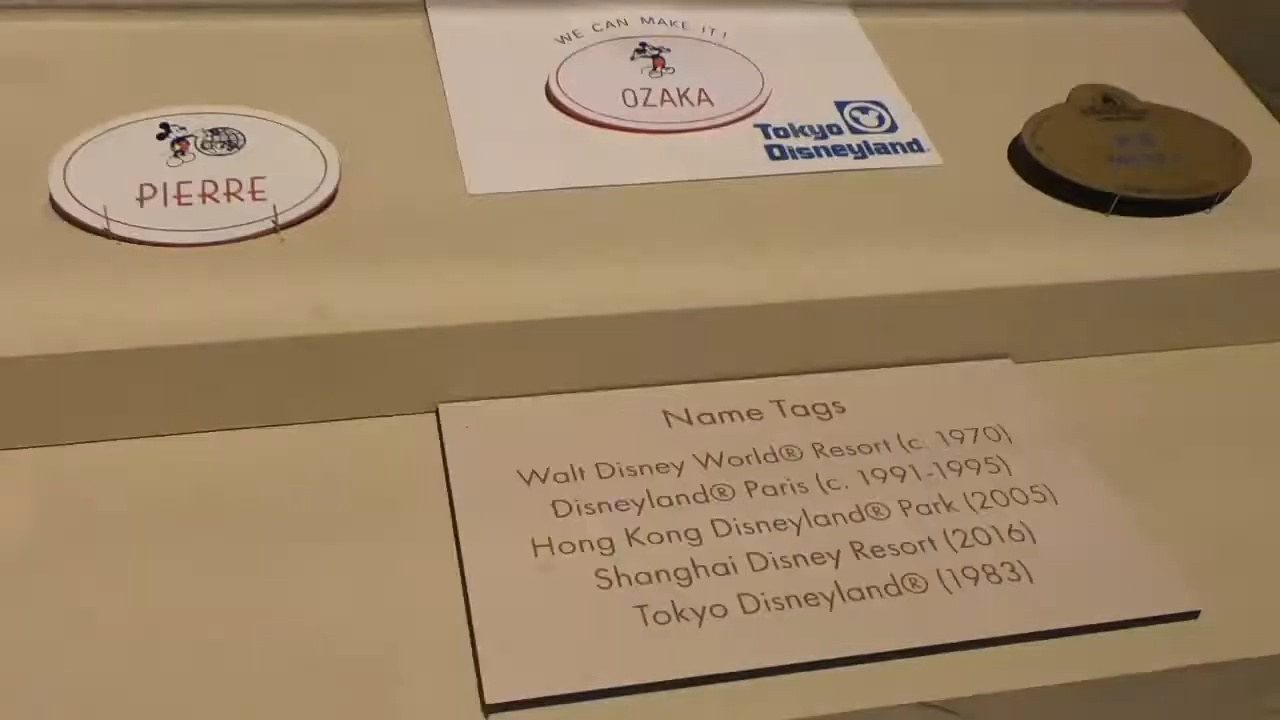 PIERRE
WE CAN MAKE IT!
OZAKA
Tokyo
Disneyland
Name Tags
Walt Disney World® Resort (c. 1970)
Disneyland® Paris (c. 1991-1995)
Hong Kong Disneyland® Park (2005)
Shanghai Disney Resort (2016)
Tokyo Disneyland® (1983)